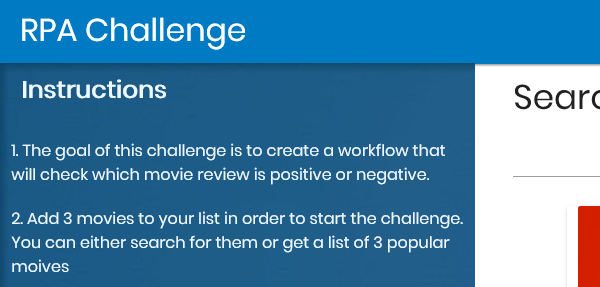 RPA Challenge
Instructions
1. The goal of this challenge is to create a workflow that
will check which movie review is positive or negative.
2. Add 3 movies to your list in order to start the challenge.
You can either search for them or get a list of 3 popular
moives